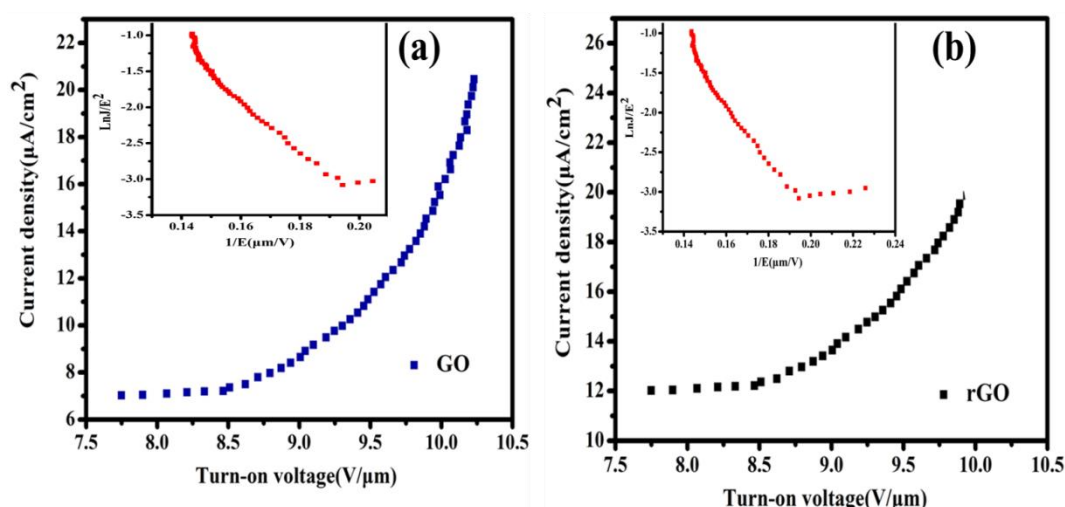 (a)
Current density(μA/cm²)
22
20
18
16
14
12
10
8
6
7.5 8.0 8.5 9.0 9.5 10.0 10.5
Turn-on voltage(V/μm)
GO
LnJ/E²
-1.0
-1.5
-2.0
-2.5
-3.0
-3.5
0.14 0.16 0.18 0.20
1/E(μm/V)
(b)
Current density(μA/cm²)
26
24
22
20
18
16
14
12
10
7.5 8.0 8.5 9.0 9.5 10.0 10.5
Turn-on voltage(V/μm)
rGO
LnJ/E²
-1.0
-1.5
-2.0
-2.5
-3.0
-3.5
0.14 0.16 0.18 0.20 0.22 0.24
1/E(μm/V)